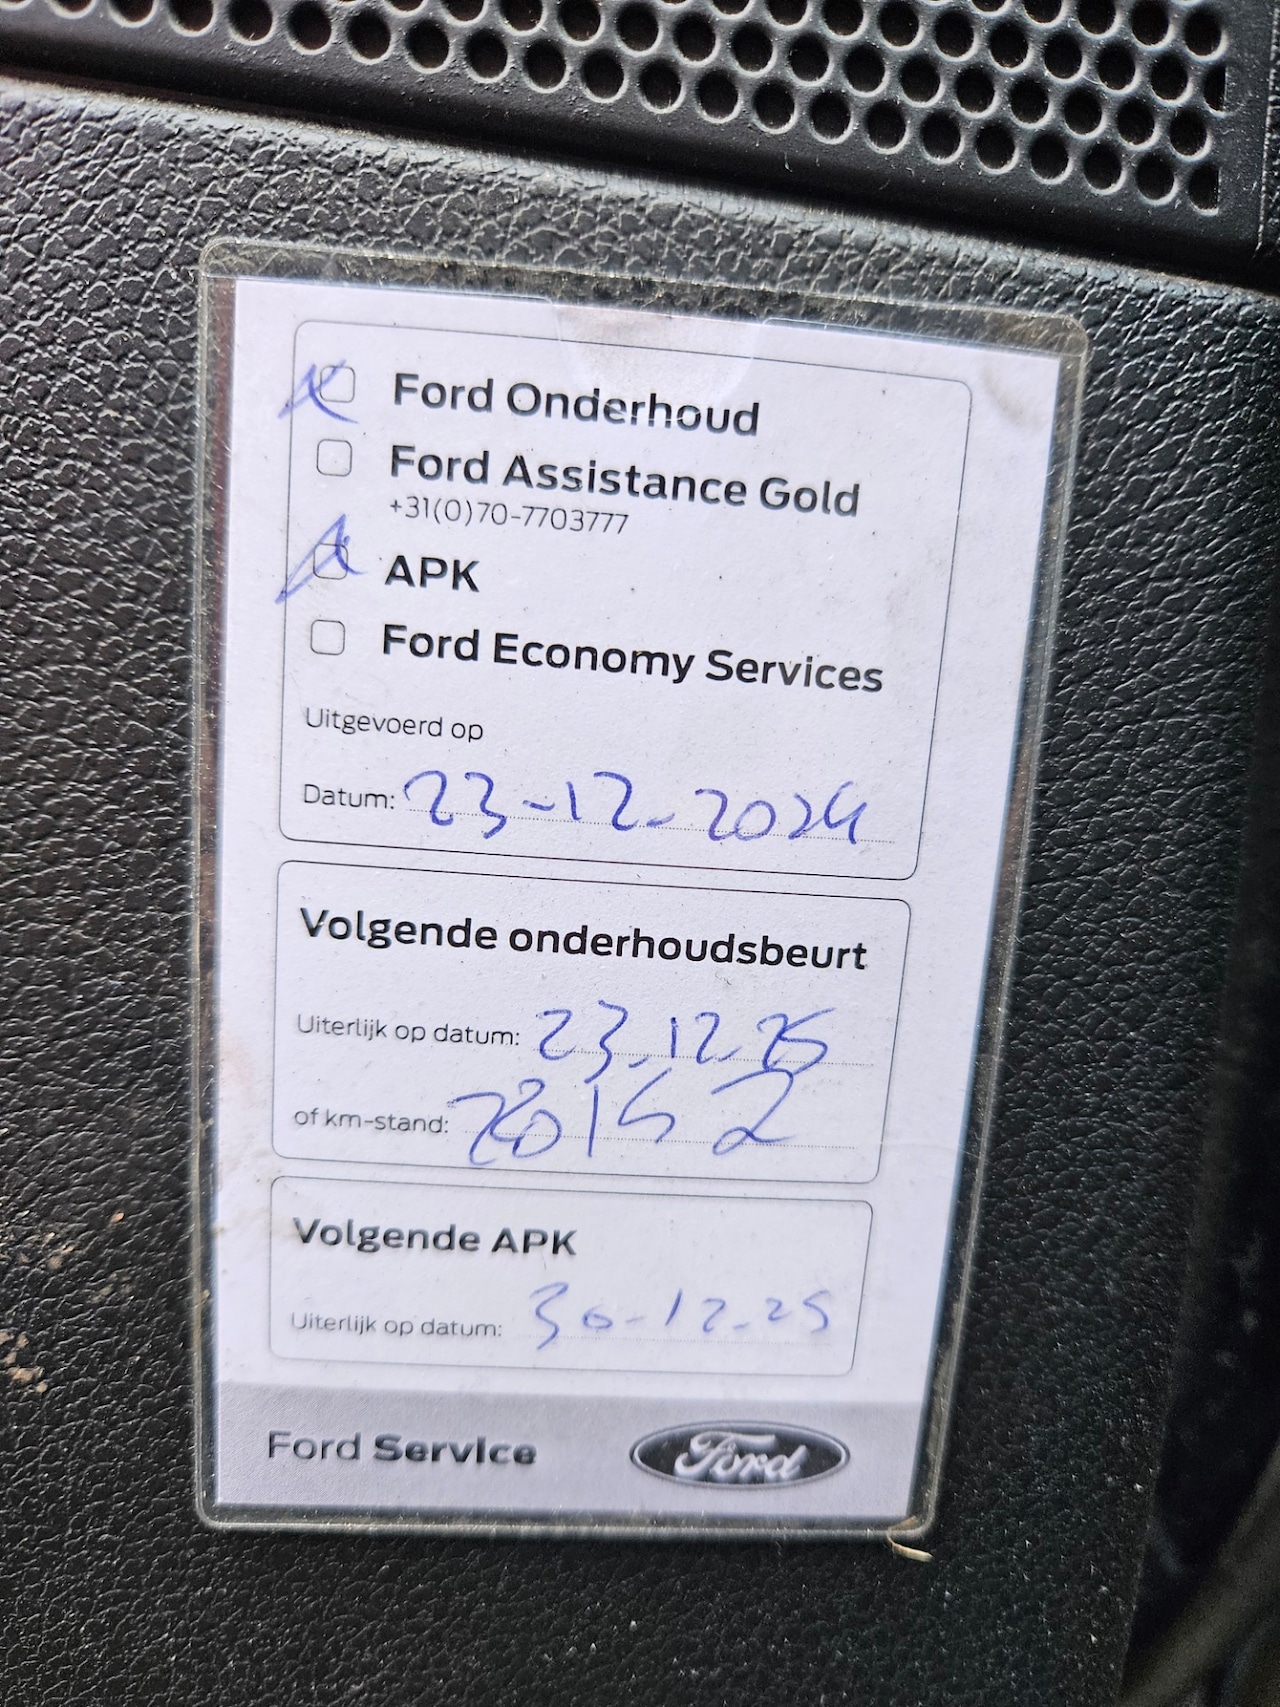 Ford Onderhoud
Ford Assistance Gold
+31(0)70-7703777
APK
Ford Economy Services
Uitgevoerd op
Datum: 23-12-2024
Volgende onderhoudsbeurt
Uiterlijk op datum: 23-12-25
of km-stand:
Volgende APK
Uiterlijk op datum: 30-12-25
Ford Service
Ford